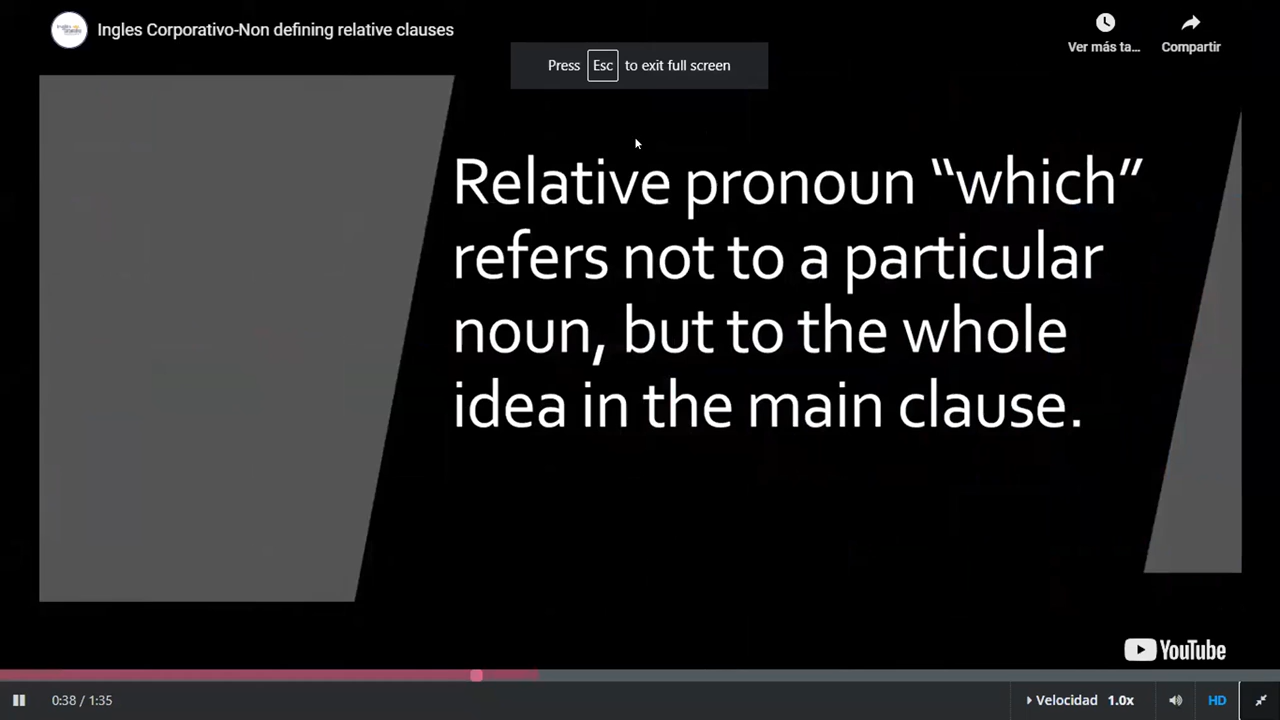 Ingles Corporativo-Non defining relative clauses
Ver más ta...
Compartir
Press Esc to exit full screen
Relative pronoun “which”
refers not to a particular
noun, but to the whole
idea in the main clause.
YouTube
0:38 / 1:35
Velocidad 1.0x
HD